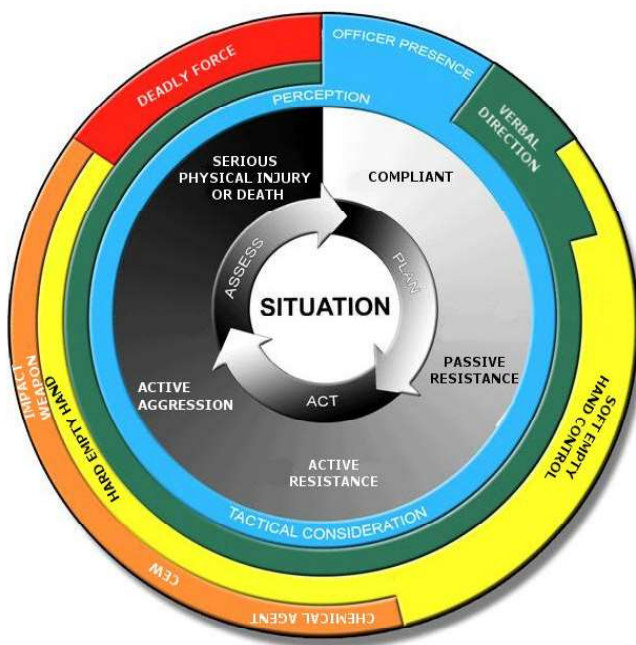 OFFICER PRESENCE
VERBAL
DIRECTION
SOFT EMPTY
HAND CONTROL
CHEMICAL AGENT
CEW
HARD EMPTY HAND
IMPACT
WEAPON
DEADLY FORCE
PERCEPTION
TACTICAL CONSIDERATION
SERIOUS
PHYSICAL INJURY
OR DEATH
COMPLIANT
PASSIVE
RESISTANCE
ACTIVE
RESISTANCE
ACTIVE
AGGRESSION
ASSESS
PLAN
ACT
SITUATION